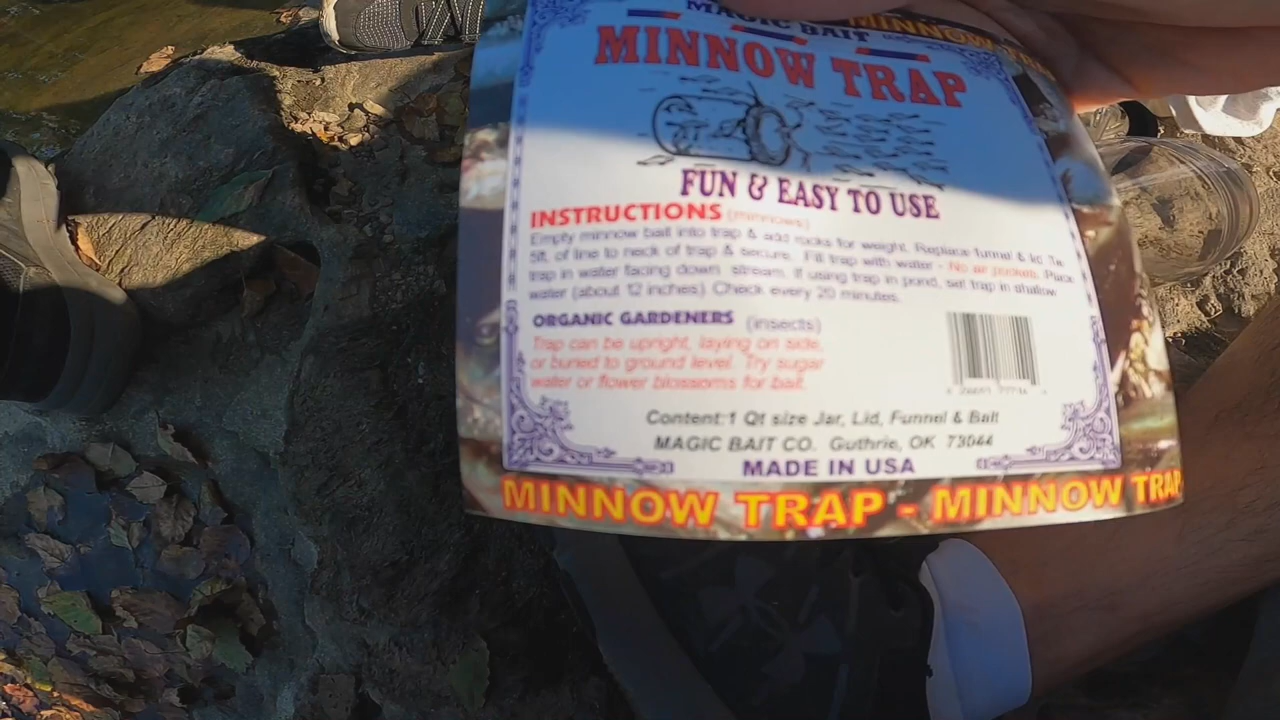 MAGIC BAIT
MINNOW TRAP
FUN & EASY TO USE
INSTRUCTIONS (minnows)
Empty minnow bait into trap & add rocks for weight. Replace funnel & lid. Tie
5ft. of line to neck of trap & secure. Fill trap with water - No air pockets. Place
trap in water facing down stream. If using trap in pond, set trap in shallow
water (about 12 inches). Check every 20 minutes.
ORGANIC GARDENERS (insects)
Trap can be upright, laying on side,
or buried to ground level. Try sugar
water or flower blossoms for bait.
Content:1 Qt size Jar, Lid, Funnel & Bait
MAGIC BAIT CO. Guthrie, OK 73044
MADE IN USA
MINNOW TRAP - MINNOW TRAP